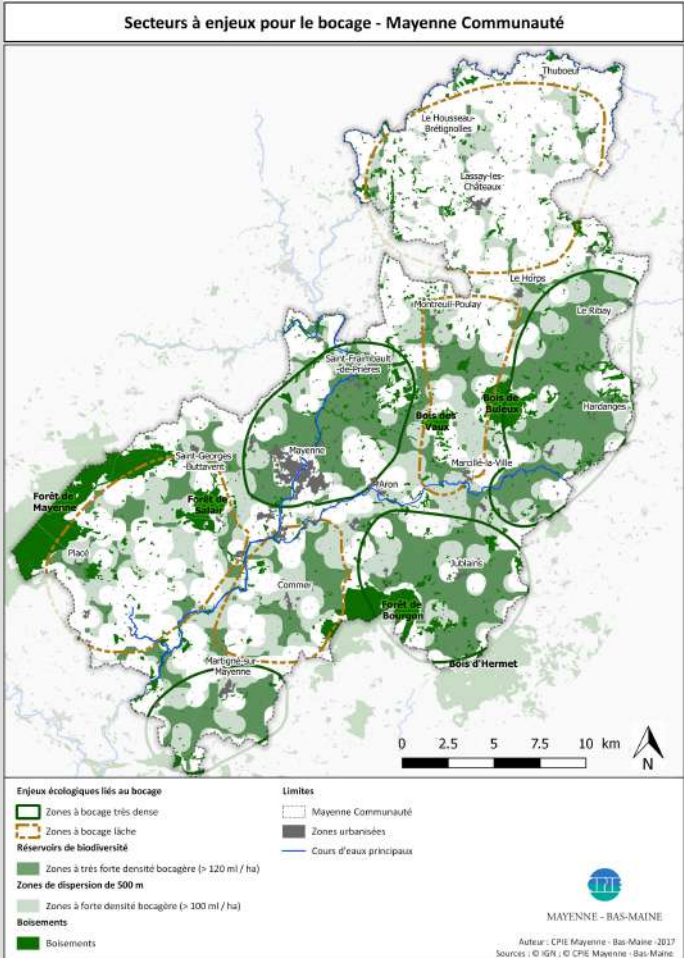 Secteurs à enjeux pour le bocage - Mayenne Communauté
Thuboeuf
Le Housseau-
Brétignolles
Lassay-les-
Châteaux
Le Horps
Montreuil-Poulay
Le Ribay
Saint-Fraimbault
-de-Prières
Bois de
Buleux
Hardanges
Bois des
Vaux
Mayenne
Saint-Georges
-Buttavent
Marcillé-la-Ville
Aron
Forêt de
Mayenne
Forêt de
Salair
Placé
Jublains
Commer
Forêt de
Bourgon
Martigné-sur-
Mayenne
Bois d'Hermet
0 2.5 5 7.5 10 km
N
Enjeux écologiques liés au bocage
Zones à bocage très dense
Zones à bocage lâche
Réservoirs de biodiversité
Zones à très forte densité bocagère (> 120 ml / ha)
Zones de dispersion de 500 m
Zones à forte densité bocagère (> 100 ml / ha)
Boisements
Boisements
Limites
Mayenne Communauté
Zones urbanisées
Cours d'eaux principaux
CPIE
MAYENNE - BAS-MAINE
Auteur : CPIE Mayenne - Bas-Maine -2017
Sources : © IGN ; © CPIE Mayenne - Bas-Maine